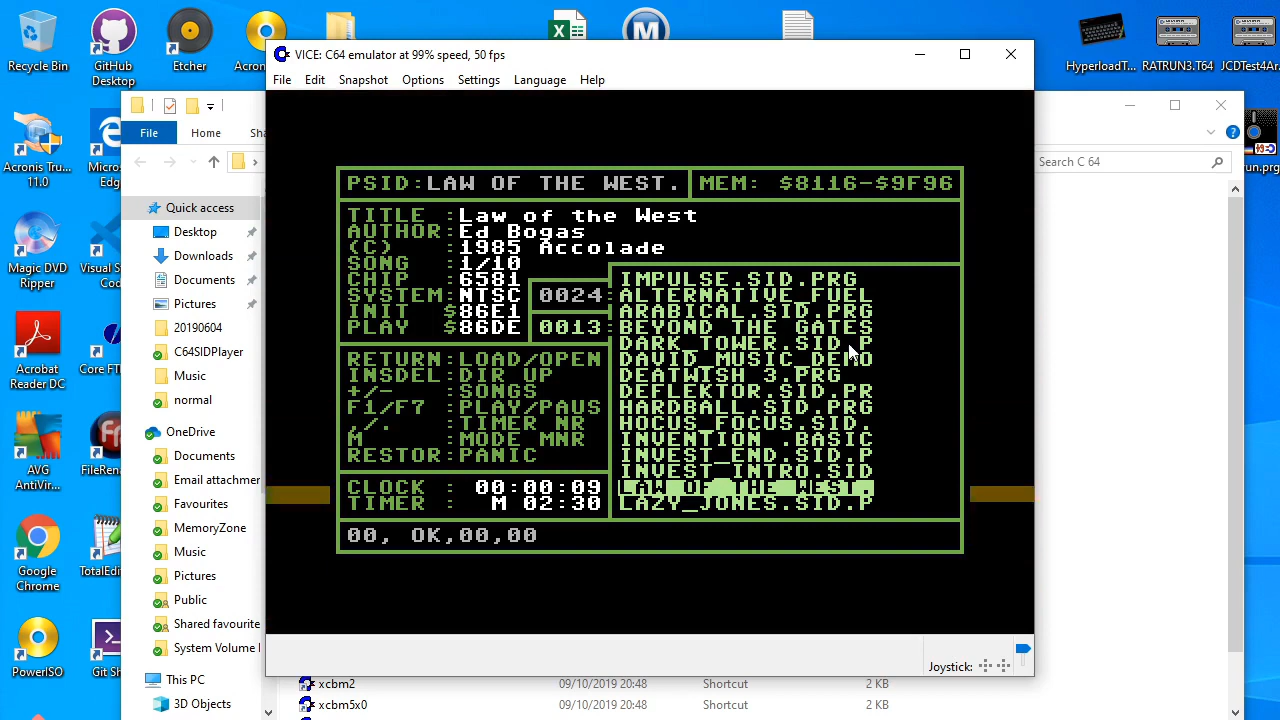 Recycle Bin
GitHub
Desktop
Etcher
HyperloadT...
RATRUN3.T64
JCDTest4Ar.
VICE: C64 emulator at 99% speed, 50 fps
File Edit Snapshot Options Settings Language Help
File Home
Search C 64
Acronis Tru...
11.0
un.prg
PSID:LAW OF THE WEST. MEM: $8116-$9F96
TITLE :Law of the West
AUTHOR:Ed Bogas
(C) :1985 Accolade
SONG :1/10
CHIP :6581
SYSTEM:NTSC
INIT $86E1
PLAY $86DE
0024:
0013:
IMPULSE.SID.PRG
ALTERNATIVE_FUEL
ARABICAL.SID.PRG
BEYOND THE GATES
DARK_TOWER.SID.P
DAVID_MUSIC_DEMO
DEATWISH 3.PRG
DEFLEKTOR.SID.PR
HARDBALL.SID.PRG
HOCUS_FOCUS.SID.
INVENTION .BASIC
INVEST_END.SID.P
INVEST_INTRO.SID
LAW OF THE WEST.
LAZY_JONES.SID.P
RETURN:LOAD/OPEN
INSDEL:DIR UP
+/- :SONGS
F1/F7 :PLAY/PAUS
,/. :TIMER NR
M :MODE MNR
RESTOR:PANIC
CLOCK : 00:00:09
TIMER : M 02:30
00, OK,00,00
Quick access
Desktop
Downloads
Documents
Pictures
20190604
C64SIDPlayer
Music
normal
OneDrive
Documents
Email attachmer
Favourites
MemoryZone
Music
Pictures
Public
Shared favourite
System Volume
This PC
3D Objects
Magic DVD
Ripper
Acrobat
Reader DC
Core FT
AVG
AntiVir...
FileRena
Google
Chrome
TotalEdi
PowerISO
Git Sh
Joystick:
xcbm2 09/10/2019 20:48 Shortcut 2 KB
xcbm5x0 09/10/2019 20:48 Shortcut 2 KB